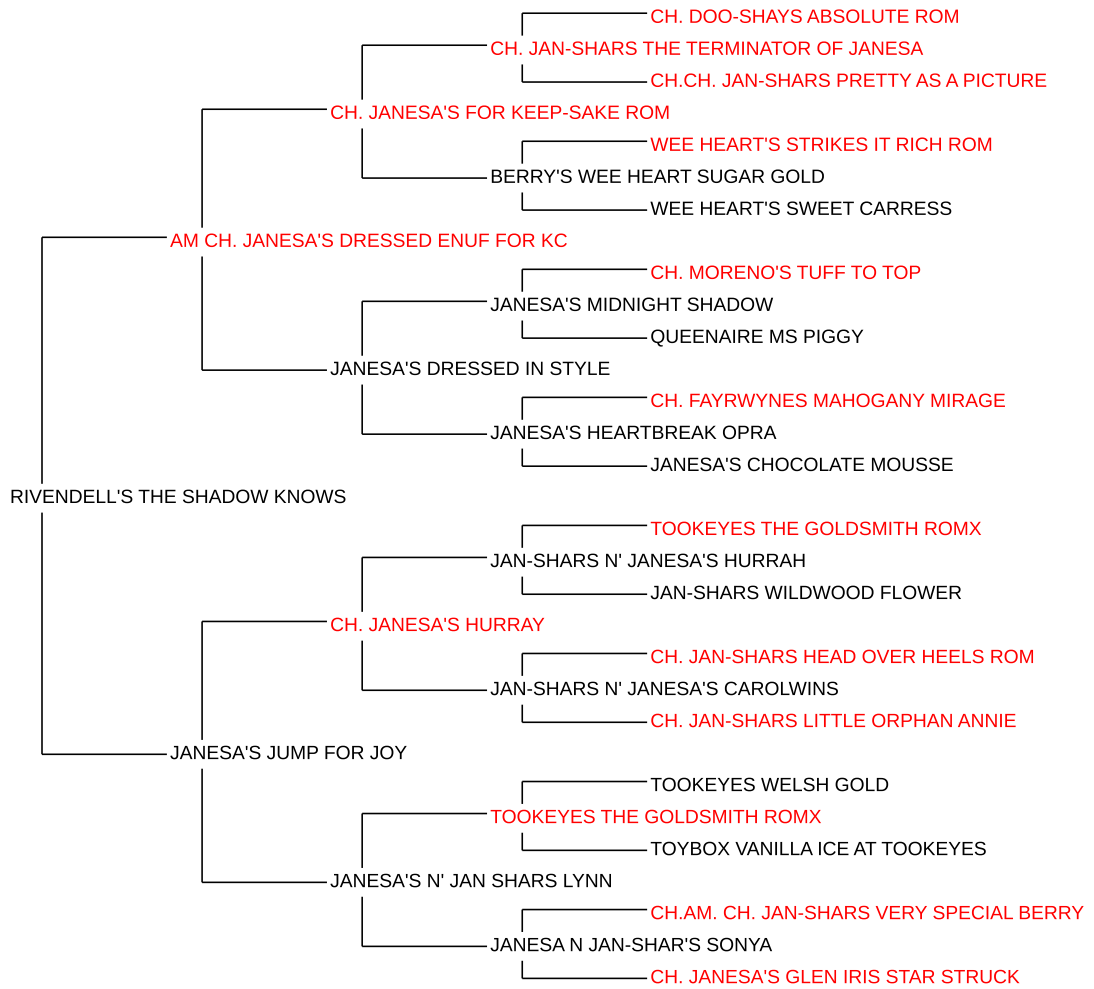 CH. DOO-SHAYS ABSOLUTE ROM
CH. JAN-SHARS THE TERMINATOR OF JANESA
CH.CH. JAN-SHARS PRETTY AS A PICTURE
CH. JANESA'S FOR KEEP-SAKE ROM
WEE HEART'S STRIKES IT RICH ROM
BERRY'S WEE HEART SUGAR GOLD
WEE HEART'S SWEET CARRESS
AM CH. JANESA'S DRESSED ENUF FOR KC
CH. MORENO'S TUFF TO TOP
JANESA'S MIDNIGHT SHADOW
QUEENAIRE MS PIGGY
JANESA'S DRESSED IN STYLE
CH. FAYRWYNES MAHOGANY MIRAGE
JANESA'S HEARTBREAK OPRA
JANESA'S CHOCOLATE MOUSSE
RIVENDELL'S THE SHADOW KNOWS
TOOKEYES THE GOLDSMITH ROMX
JAN-SHARS N' JANESA'S HURRAH
JAN-SHARS WILDWOOD FLOWER
CH. JANESA'S HURRAY
CH. JAN-SHARS HEAD OVER HEELS ROM
JAN-SHARS N' JANESA'S CAROLWINS
CH. JAN-SHARS LITTLE ORPHAN ANNIE
JANESA'S JUMP FOR JOY
TOOKEYES WELSH GOLD
TOOKEYES THE GOLDSMITH ROMX
TOYBOX VANILLA ICE AT TOOKEYES
JANESA'S N' JAN SHARS LYNN
CH.AM. CH. JAN-SHARS VERY SPECIAL BERRY
JANESA N JAN-SHAR'S SONYA
CH. JANESA'S GLEN IRIS STAR STRUCK